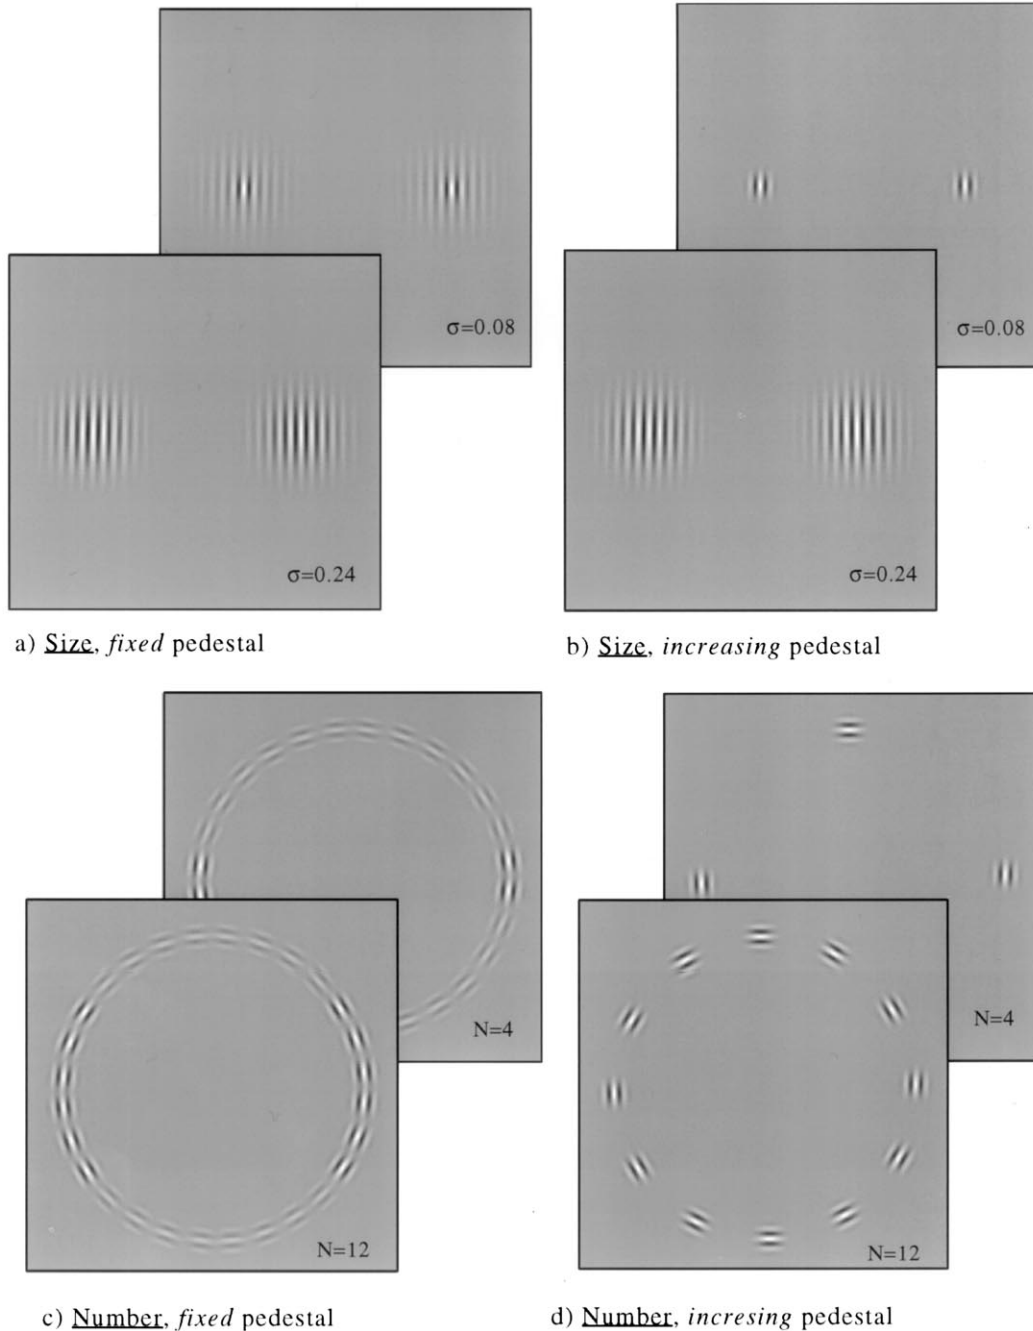 σ=0.08
σ=0.08
σ=0.24
σ=0.24
a) Size, fixed pedestal
b) Size, increasing pedestal
N=4
N=4
N=12
N=12
c) Number, fixed pedestal
d) Number, incresing pedestal